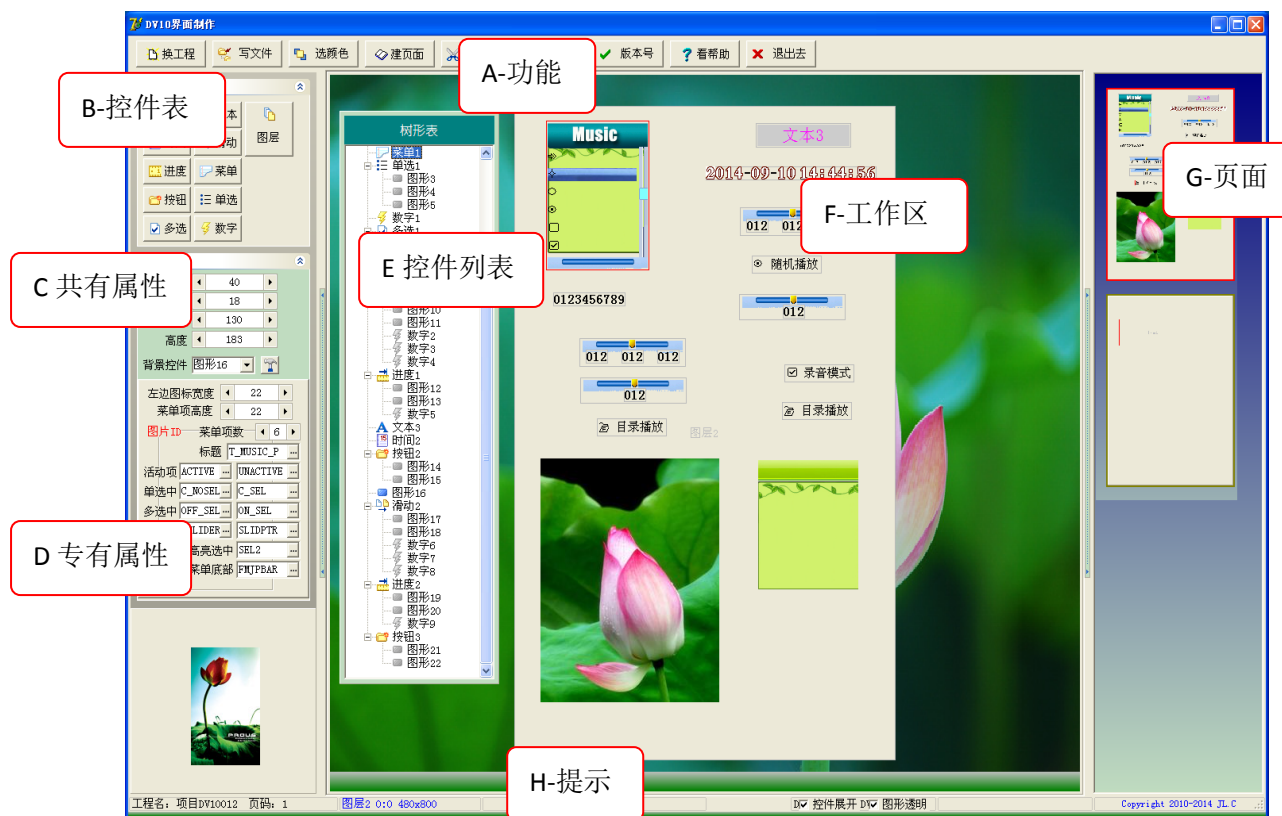 DV10界面制作
换工程 写文件 选颜色 建页面 版本号 看帮助 退出去
A-功能
B-控件表
本
图层
滑动
进度 菜单
按钮 单选
多选 数字
C 共有属性
40
18
130
高度 183
背景控件 图形16
左边图标宽度 22
菜单项高度 22
图片ID 菜单项数 6
标题 T_MUSIC_P ...
活动项 ACTIVE ... UNACTIVE ...
单选中 C_NOSEL ... C_SEL ...
多选中 OFF_SEL ... ON_SEL ...
LIDER ... SLIDPTR ...
高亮选中 SEL2 ...
菜单底部 FMJPBAR ...
D 专有属性
树形表
菜单1
单选1
图形3
图形4
图形5
数字1
多选1
E 控件列表
图形10
图形11
数字2
数字3
数字4
进度1
图形12
图形13
数字5
文本3
时间2
按钮2
图形14
图形15
图形16
滑动2
图形17
图形18
数字6
数字7
数字8
进度2
图形19
图形20
数字9
按钮3
图形21
图形22
Music
文本3
2014-09-10 14:44:56
012 012
F-工作区
随机播放
0123456789
012
012 012 012
录音模式
012
目录播放
目录播放
图层2
G-页面
H-提示
工程名: 项目DV10012 页码: 1
图层2 0:0 480x800
控件展开
图形透明
Copyright 2010-2014 JL.C